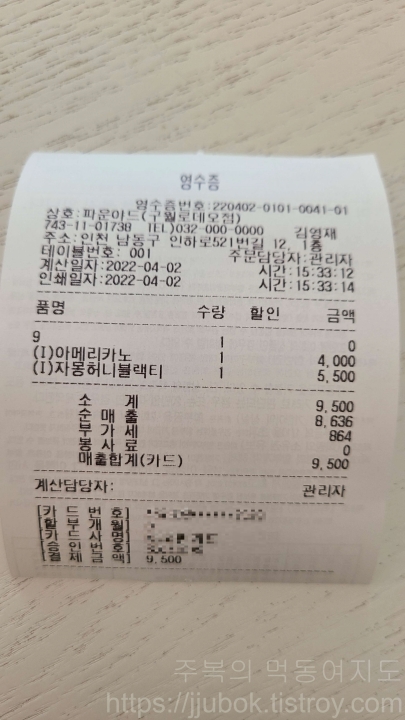 영수증
영수증번호:220402-0101-0041-01
상호:파운이드(구월로데오점)
743-11-01738 TEL)032-000-0000 김영재
주소:인천 남동구 인하로521번길 12, 1층
테이블번호: 001 주문담당자:관리자
계산일자:2022-04-02 시간:15:33:12
인쇄일자:2022-04-02 시간:15:33:14
품명 수량 할인 금액
9 1 0
(I)아메리카노 1 4,000
(I)자몽허니블랙티 1 5,500
소 계 9,500
순 매 출 8,636
부 가 세 864
봉 사 료 0
매출합계(카드) 9,500
계산담당자: 관리자
[카 드 번 호]
[할 부 개 월]
[카 드 사 명]
[승 인 번 호]
[결 제 금 액] 9,500
주복의 먹동여지도
https://jjubok.tistroy.com